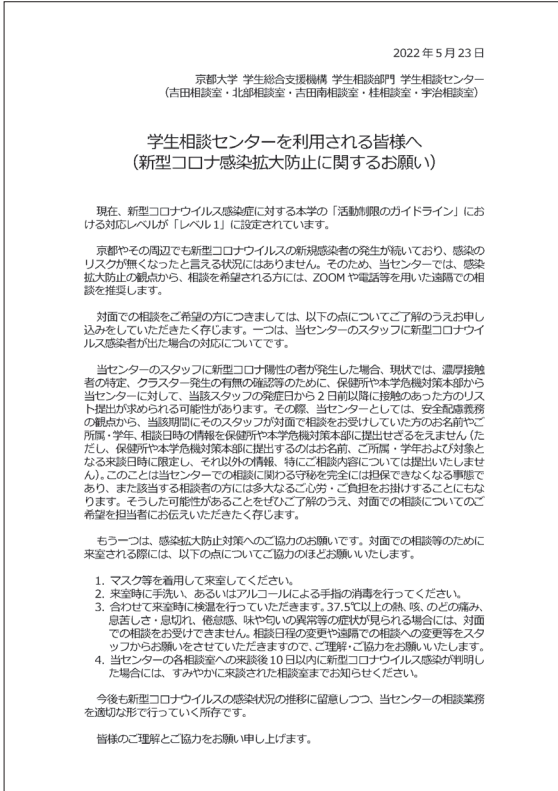 2022年5月23日
京都大学 学生総合支援機構 学生相談部門 学生相談センター
（吉田相談室・北部相談室・吉田南相談室・桂相談室・宇治相談室）
学生相談センターを利用される皆様へ
（新型コロナ感染拡大防止に関するお願い）
現在、新型コロナウイルス感染症に対する本学の「活動制限のガイドライン」にお
ける対応レベルが「レベル1」に設定されています。
京都やその周辺でも新型コロナウイルスの新規感染者の発生が続いており、感染の
リスクが無くなったと言える状況にはありません。そのため、当センターでは、感染
拡大防止の観点から、相談を希望される方には、ZOOMや電話等を用いた遠隔での相
談を推奨します。
対面での相談をご希望の方につきましては、以下の点についてご了解のうえお申し
込みをしていただきたく存じます。一つは、当センターのスタッフに新型コロナウイ
ルス感染者が出た場合の対応についてです。
当センターのスタッフに新型コロナ陽性の者が発生した場合、現状では、濃厚接触
者の特定、クラスター発生の有無の確認等のために、保健所や本学危機対策本部から
当センターに対して、当該スタッフの発症日から2日前以降に接触のあった方のリス
ト提出が求められる可能性があります。その際、当センターとしては、安全配慮義務
の観点から、当該期間にそのスタッフが対面で相談をお受けしていた方のお名前やご
所属・学年、相談日時の情報を保健所や本学危機対策本部に提出せざるをえません（た
だし、保健所や本学危機対策本部に提出するのはお名前、ご所属・学年および対象と
なる来談日時に限定し、それ以外の情報、特にご相談内容については提出いたしませ
ん）。このことは当センターでの相談に関わる守秘を完全には担保できなくなる事態で
あり、また該当する相談者の方には多大なるご心労・ご負担をお掛けすることにもな
ります。そうした可能性があることをぜひご了解のうえ、対面での相談についてのご
希望を担当者にお伝えいただきたく存じます。
もう一つは、感染拡大防止対策へのご協力のお願いです。対面での相談等のために
来室される際には、以下の点についてご協力のほどお願いいたします。
1. マスク等を着用して来室してください。
2. 来室時に手洗い、あるいはアルコールによる手指の消毒を行ってください。
3. 合わせて来室時に検温を行っていただきます。37.5℃以上の熱、咳、のどの痛み、
息苦しさ・息切れ、倦怠感、味や匂いの異常等の症状が見られる場合には、対面
での相談をお受けできません。相談日程の変更や遠隔での相談への変更等をスタ
ッフからお願いをさせていただきますので、ご理解・ご協力をお願いいたします。
4. 当センターの各相談室への来談後10日以内に新型コロナウイルス感染が判明し
た場合には、すみやかに来談された相談室までお知らせください。
今後も新型コロナウイルスの感染状況の推移に留意しつつ、当センターの相談業務
を適切な形で行っていく所存です。
皆様のご理解とご協力をお願い申し上げます。